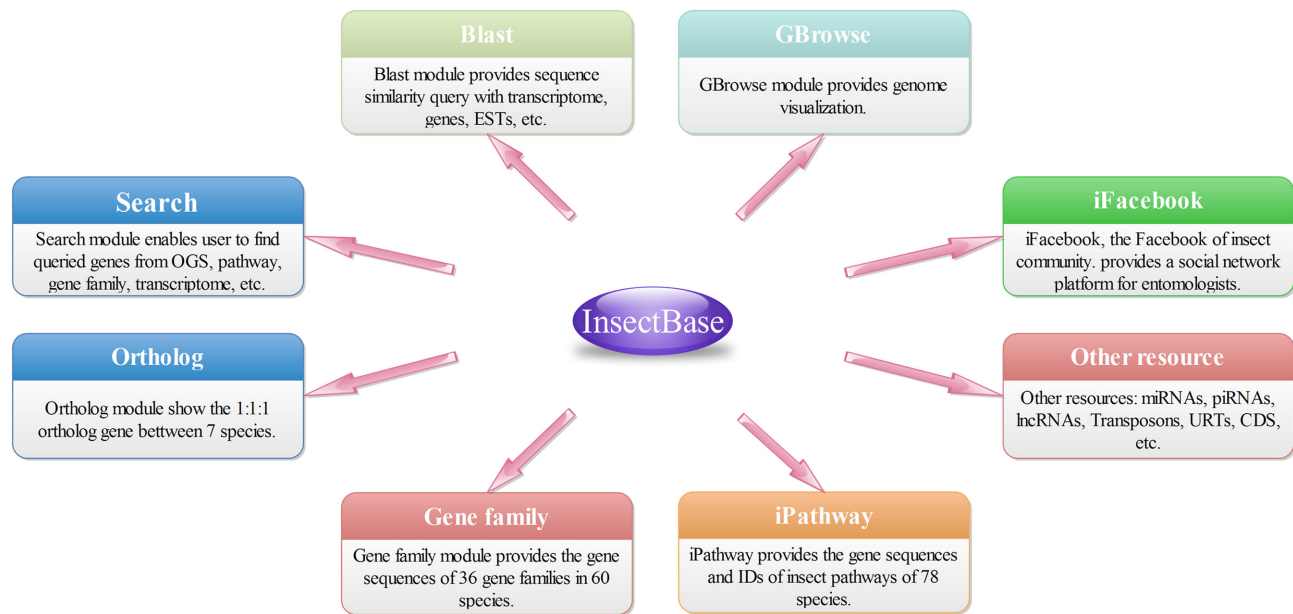 Blast
Blast module provides sequence
similarity query with transcriptome,
genes, ESTs, etc.
GBrowse
GBrowse module provides genome
visualization.
Search
Search module enables user to find
queried genes from OGS, pathway,
gene family, transcriptome, etc.
iFacebook
iFacebook, the Facebook of insect
community. provides a social network
platform for entomologists.
InsectBase
Ortholog
Ortholog module show the 1:1:1
ortholog gene bettween 7 species.
Other resource
Other resources: miRNAs, piRNAs,
lncRNAs, Transposons, URTs, CDS,
etc.
Gene family
Gene family module provides the gene
sequences of 36 gene families in 60
species.
iPathway
iPathway provides the gene sequences
and IDs of insect pathways of 78
species.